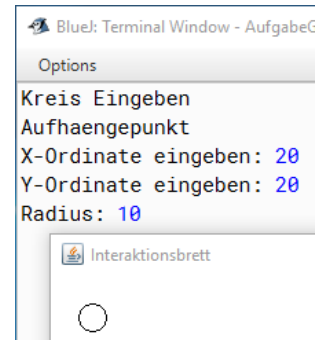 BlueJ: Terminal Window - AufgabeG
Options
Kreis Eingeben
Aufhaengepunkt
X-Ordinate eingeben: 20
Y-Ordinate eingeben: 20
Radius: 10
Interaktionsbrett